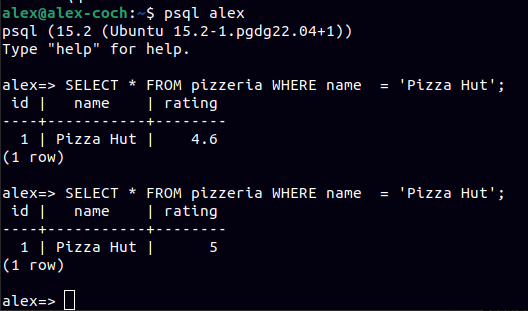 alex@alex-coch:~$ psql alex
psql (15.2 (Ubuntu 15.2-1.pgdg22.04+1))
Type "help" for help.

alex=> SELECT * FROM pizzeria WHERE name  = 'Pizza Hut';
 id |   name    | rating
----+-----------+--------
  1 | Pizza Hut |    4.6
(1 row)

alex=> SELECT * FROM pizzeria WHERE name  = 'Pizza Hut';
 id |   name    | rating
----+-----------+--------
  1 | Pizza Hut |      5
(1 row)

alex=>